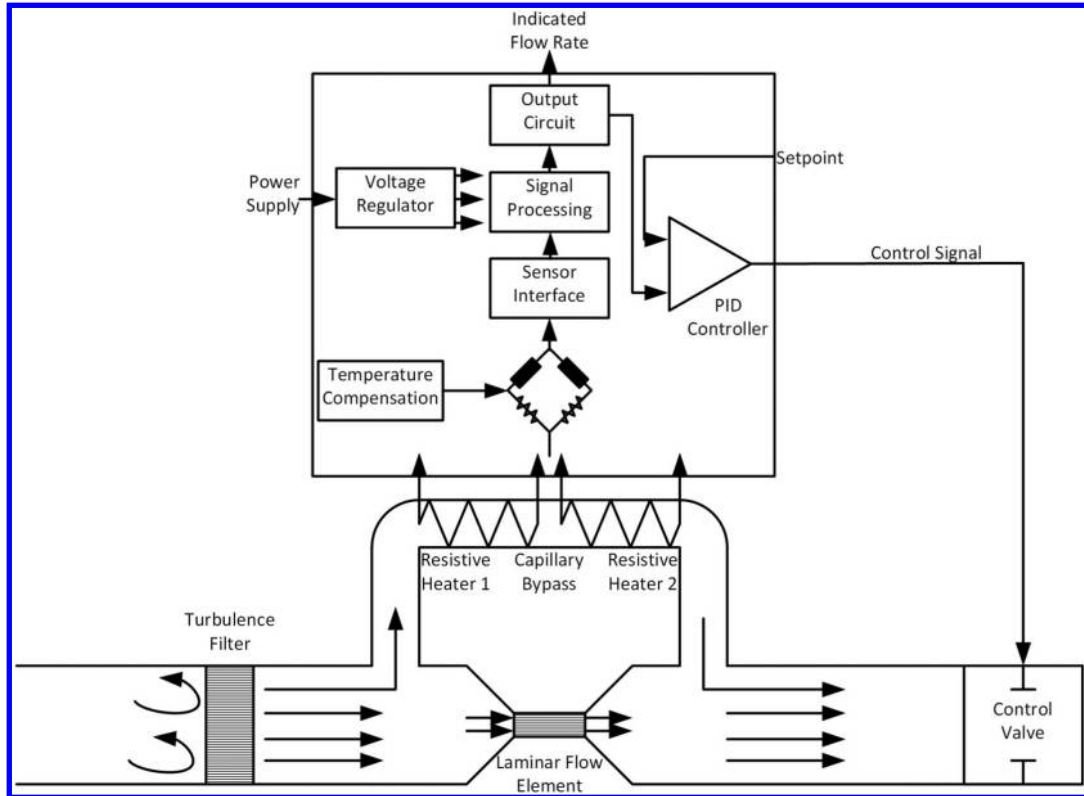 Indicated
Flow Rate
Output
Circuit
Setpoint
Power
Supply
Voltage
Regulator
Signal
Processing
Control Signal
Sensor
Interface
PID
Controller
Temperature
Compensation
Resistive
Heater 1
Capillary
Bypass
Resistive
Heater 2
Turbulence
Filter
Control
Valve
Laminar Flow
Element